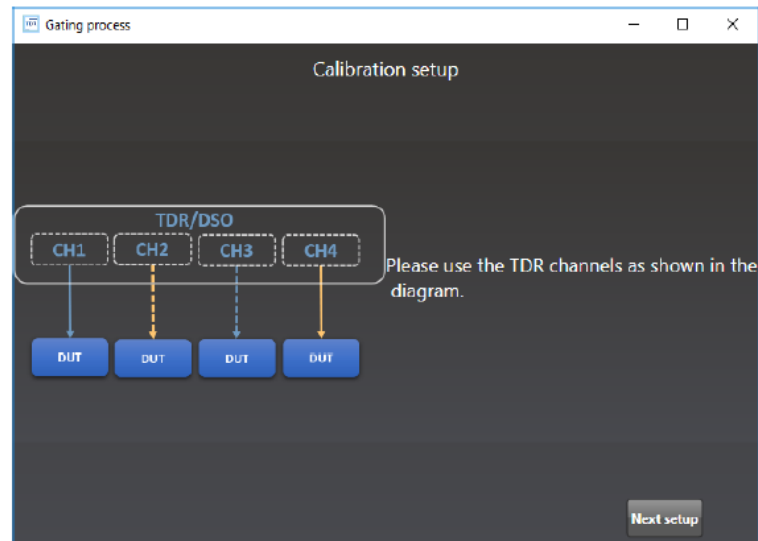 Gating process
Calibration setup
TDR/DSO
CH1 CH2 CH3 CH4
Please use the TDR channels as shown in the
diagram.
DUT DUT DUT DUT
Next setup